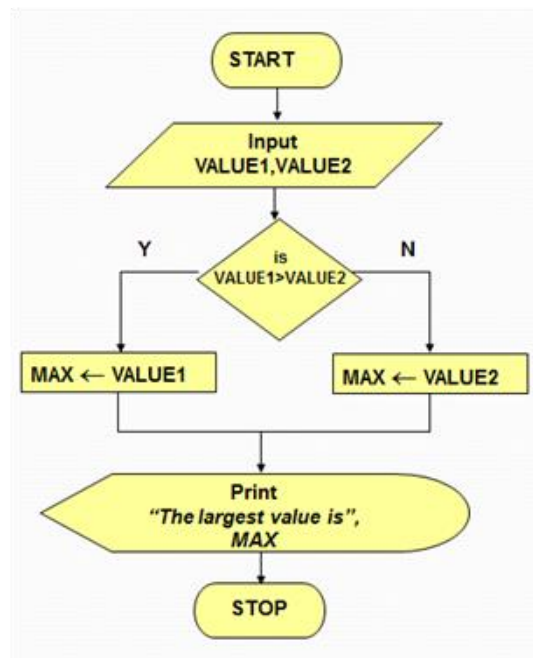 START
Input
VALUE1,VALUE2
is
VALUE1>VALUE2
Y
N
MAX ← VALUE1
MAX ← VALUE2
Print
“The largest value is”,
MAX
STOP